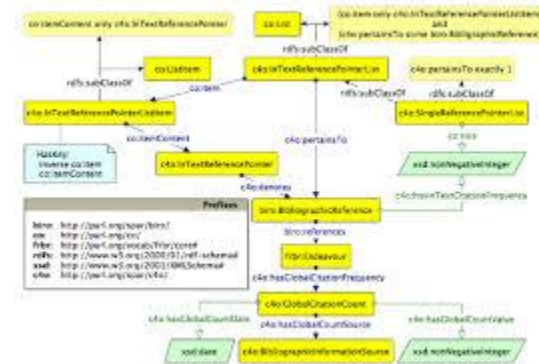 co:itemContent only c4o:InTextReferencePointer
co:List
(co:item only c4o:InTextReferencePointerListItem)
and
(c4o:pertainsTo some biro:BibliographicReference)
rdfs:subClassOf
rdfs:subClassOf
co:ListItem
c4o:InTextReferencePointerList
c4o:pertainsTo exactly 1
co:item
rdfs:subClassOf
rdfs:subClassOf
c4o:InTextReferencePointerListItem
c4o:SingleReferencePointerList
co:itemContent
c4o:pertainsTo
co:size
HasKey:
inverse co:item
co:itemContent
c4o:InTextReferencePointer
xsd:nonNegativeInteger
c4o:denotes
c4o:hasInTextCitationFrequency
Prefixes
biro: http://purl.org/spar/biro/
co: http://purl.org/co/
frbr: http://purl.org/vocab/frbr/core#
rdfs: http://www.w3.org/2000/01/rdf-schema#
xsd: http://www.w3.org/2001/XMLSchema#
c4o: http://purl.org/spar/c4o/
biro:BibliographicReference
biro:references
frbr:Endeavour
c4o:hasGlobalCitationFrequency
c4o:GlobalCitationCount
c4o:hasGlobalCountDate
c4o:hasGlobalCountSource
c4o:hasGlobalCountValue
xsd:date
c4o:BibliographicInformationSource
xsd:nonNegativeInteger